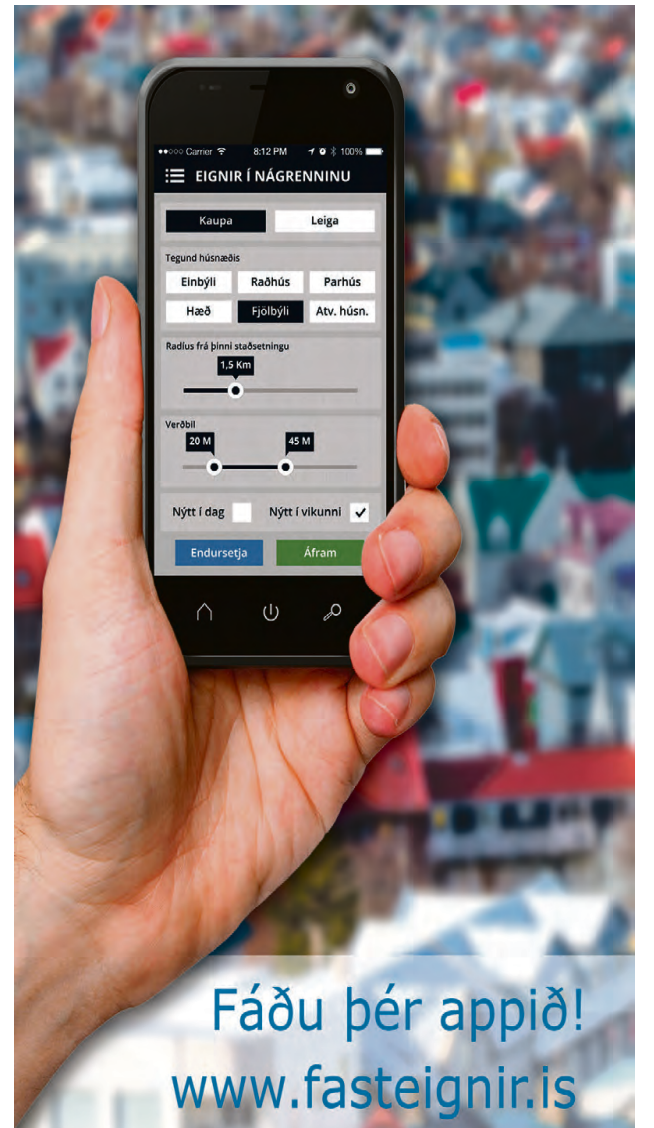 Carrier 8:12 PM 100%
EIGNIR Í NÁGRENNINU
Kaupa Leiga
Tegund húsnæðis
Einbýli Raðhús Parhús
Hæð Fjölbýli Atv. húsn.
Radíus frá þinni staðsetningu
1,5 Km
Verðbil
20 M 45 M
Nýtt í dag Nýtt í vikunni
Endursetja Áfram
Fáðu þér appið!
www.fasteignir.is